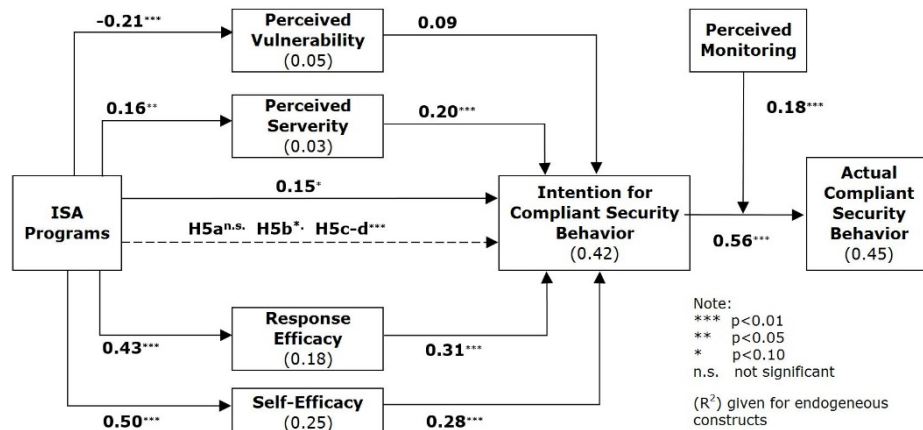 -0.21***
Perceived
Vulnerability
(0.05)
0.09
Perceived
Monitoring
0.16**
Perceived
Serverity
(0.03)
0.20***
0.18***
ISA
Programs
0.15*
H5a n.s. H5b*. H5c-d***
Intention for
Compliant Security
Behavior
(0.42)
0.56***
Actual
Compliant
Security
Behavior
(0.45)
0.43***
Response
Efficacy
(0.18)
0.31***
0.50***
Self-Efficacy
(0.25)
0.28***
Note:
*** p<0.01
** p<0.05
* p<0.10
n.s. not significant
(R²) given for endogeneous
constructs